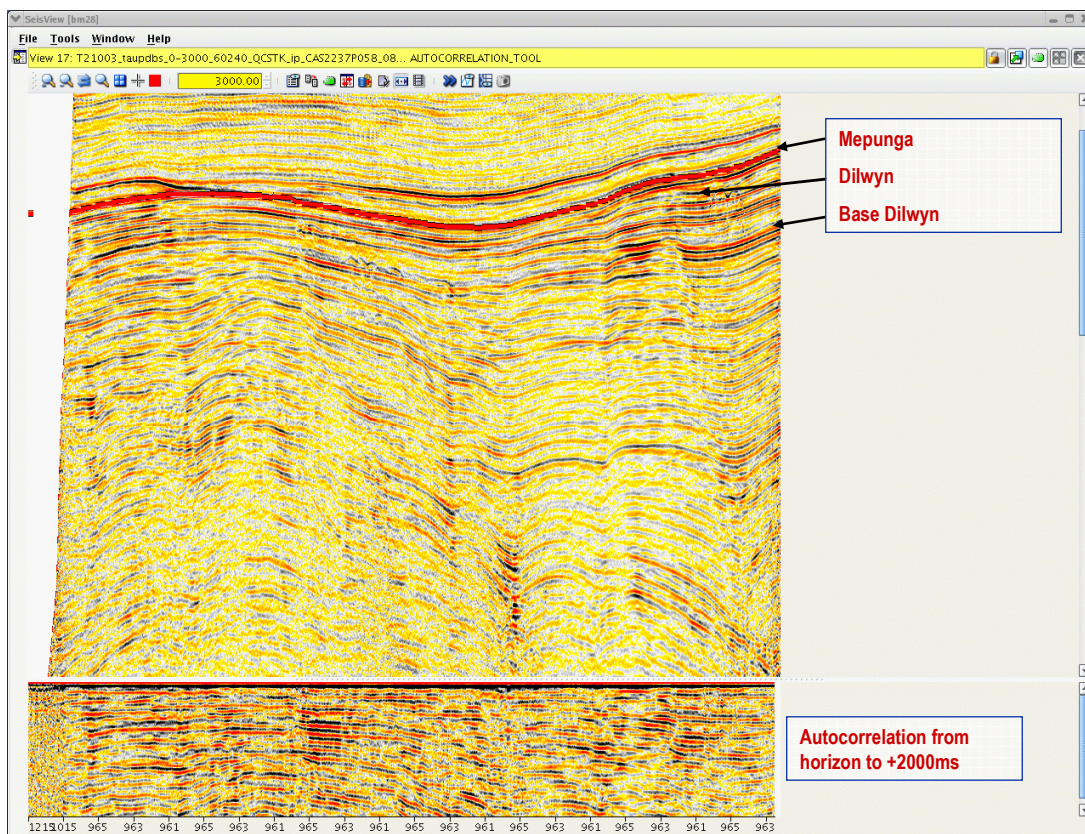 SeisView [bm28]
File Tools Window Help
View 17: T21003_taupdbs_0-3000_60240_QCSTK_ip_CAS2237P058_08... AUTOCORRELATION_TOOL
3000.00
Mepunga
Dilwyn
Base Dilwyn
Autocorrelation from
horizon to +2000ms
1215 1015 965 963 961 965 963 961 965 963 961 965 963 961 965 963 961 965 963 961 965 963